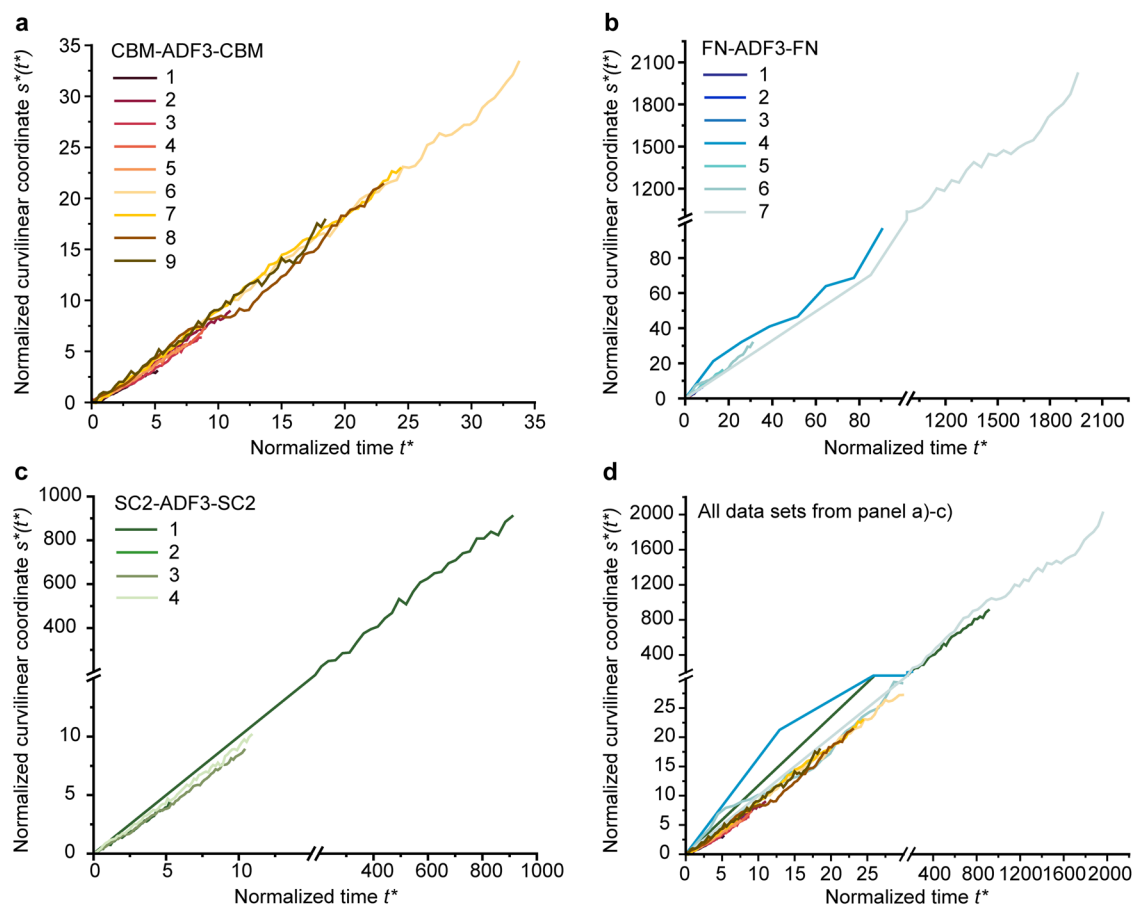 a
CBM-ADF3-CBM
1
2
3
4
5
6
7
8
9
Normalized curvilinear coordinate s*(t*)
35
30
25
20
15
10
5
0
0 5 10 15 20 25 30 35
Normalized time t*
b
FN-ADF3-FN
1
2
3
4
5
6
7
Normalized curvilinear coordinate s*(t*)
2100
1800
1500
1200
80
60
40
20
0
0 20 40 60 80 1200 1500 1800 2100
Normalized time t*
c
SC2-ADF3-SC2
1
2
3
4
Normalized curvilinear coordinate s*(t*)
1000
800
600
400
10
5
0
0 5 10 400 600 800 1000
Normalized time t*
d
All data sets from panel a)-c)
Normalized curvilinear coordinate s*(t*)
2000
1600
1200
800
400
25
20
15
10
5
0
0 5 10 15 20 25 400 800 1200 1600 2000
Normalized time t*